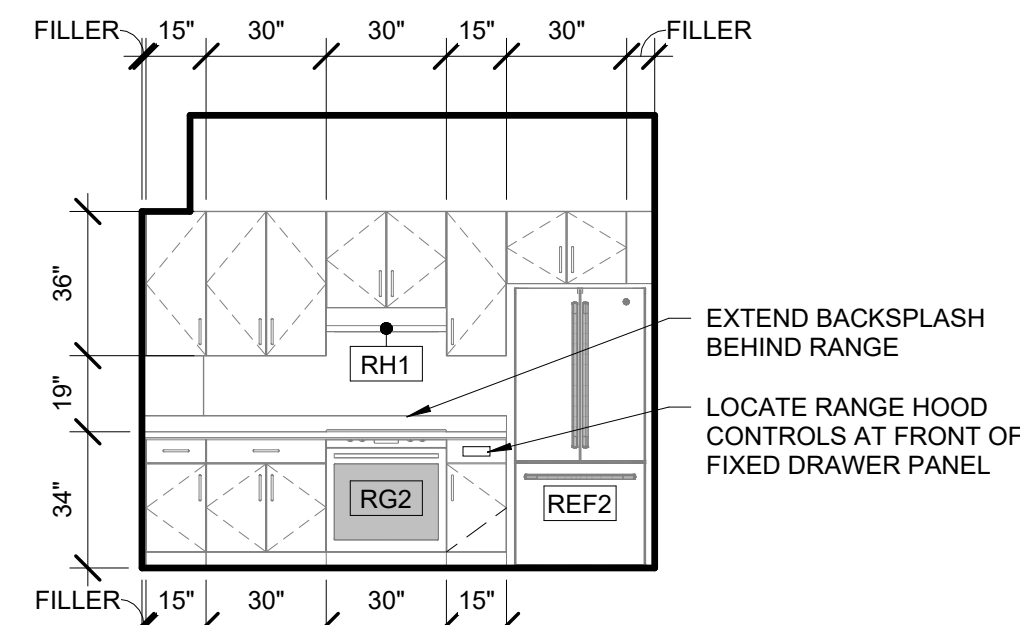 FILLER 15" 30" 30" 15" 30" FILLER
36"
RH1
EXTEND BACKSPLASH
BEHIND RANGE
19"
LOCATE RANGE HOOD
CONTROLS AT FRONT OF
FIXED DRAWER PANEL
34"
RG2
REF2
FILLER 15" 30" 30" 15"